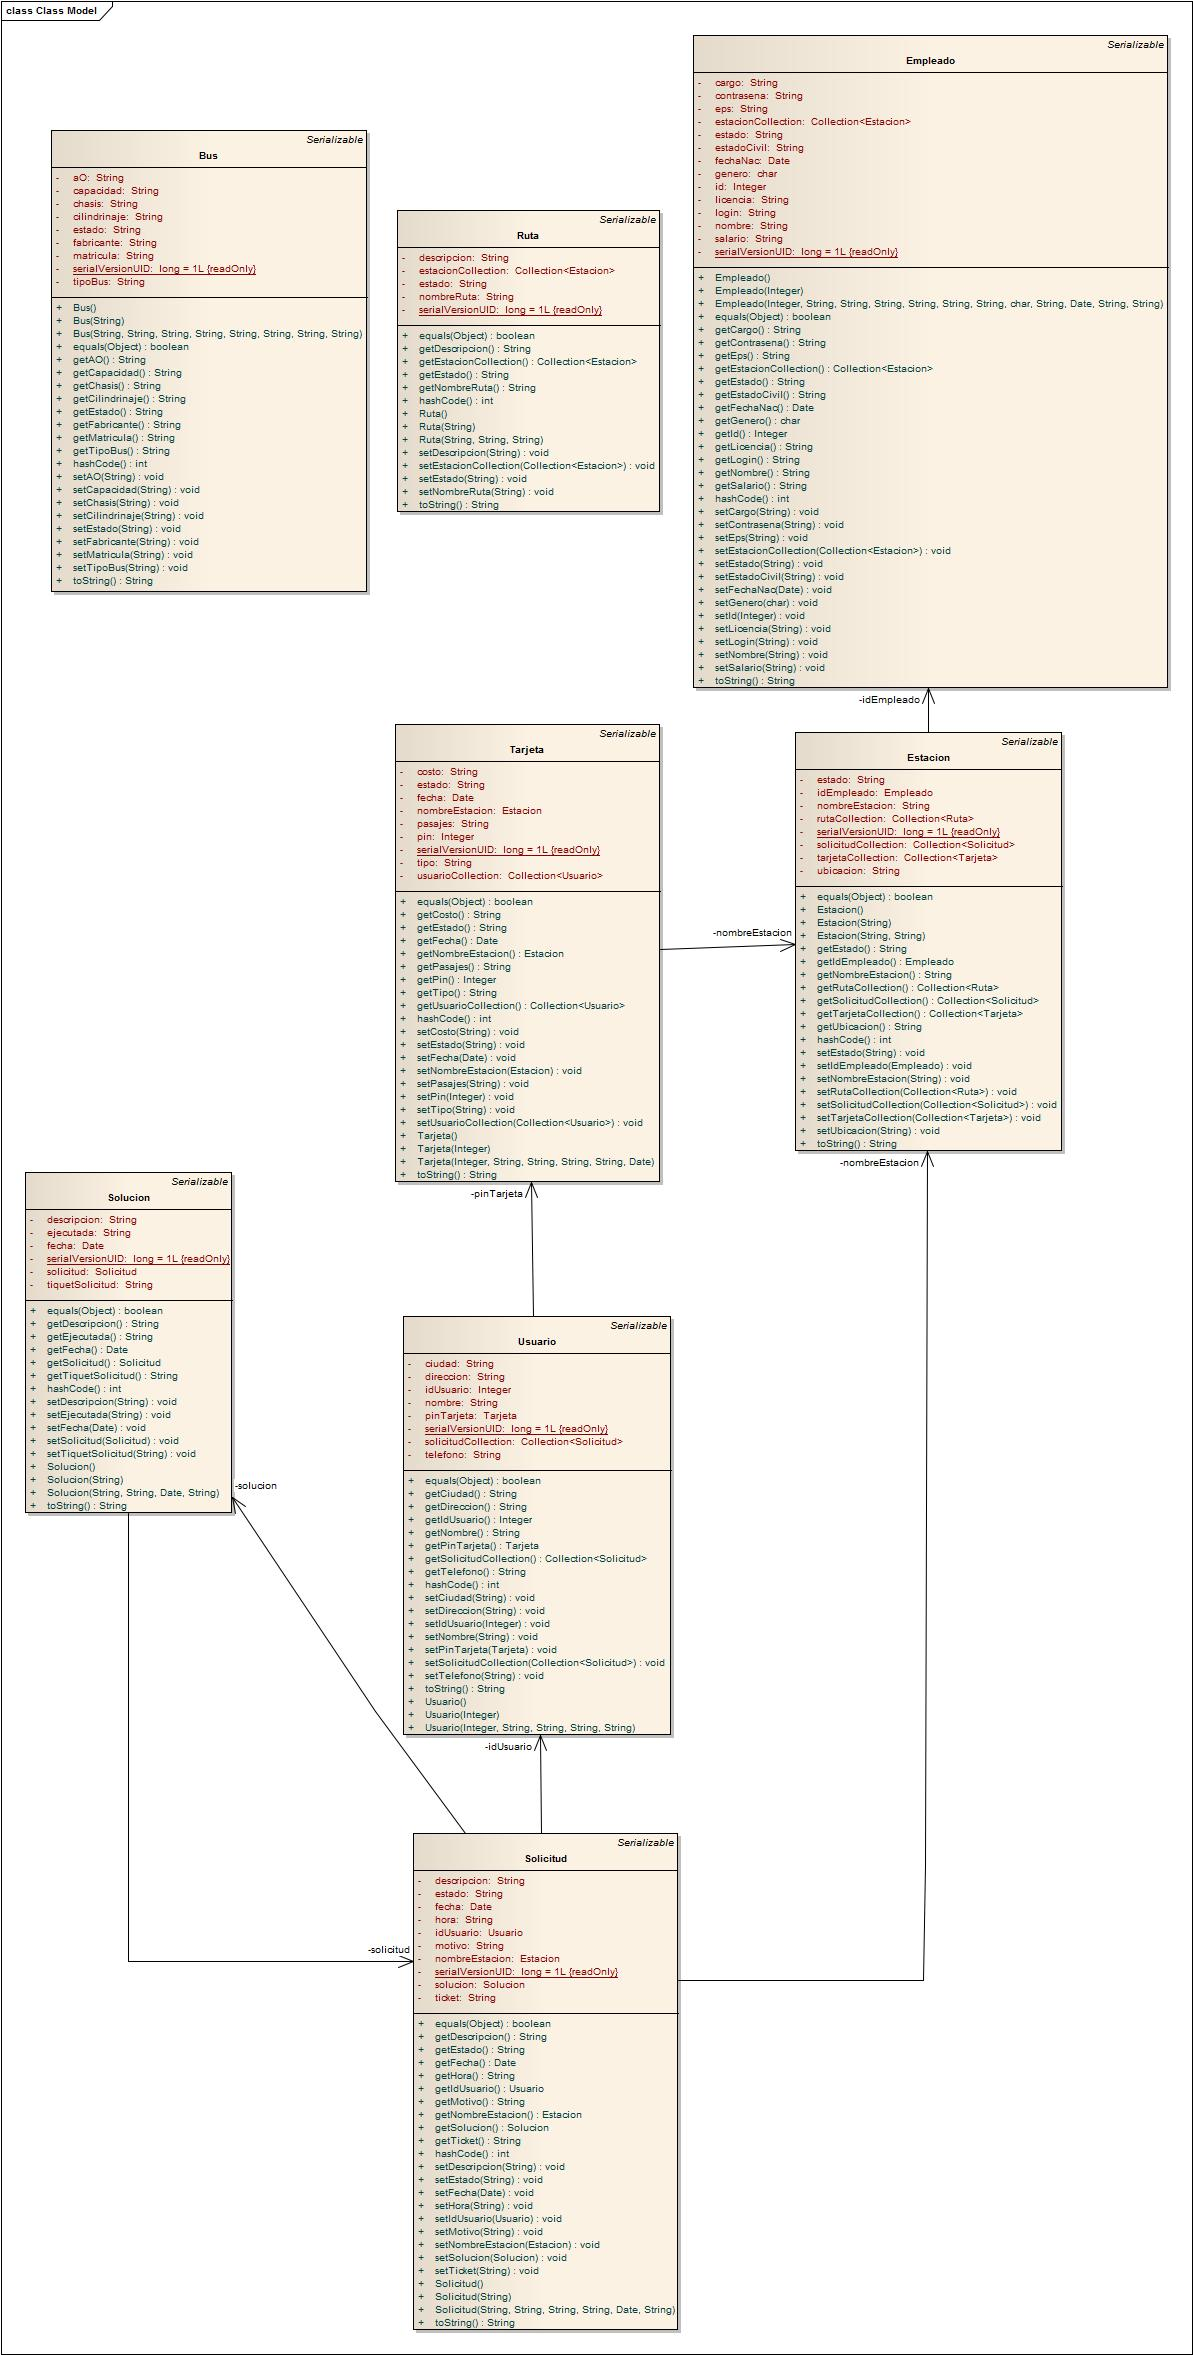 class Class Model
Serializable
Bus
- aO: String
- capacidad: String
- chasis: String
- cilindrinaje: String
- estado: String
- fabricante: String
- matricula: String
- serialVersionUID: long = 1L {readOnly}
- tipoBus: String
+ Bus()
+ Bus(String)
+ Bus(String, String, String, String, String, String, String, String)
+ equals(Object) : boolean
+ getAO() : String
+ getCapacidad() : String
+ getChasis() : String
+ getCilindrinaje() : String
+ getEstado() : String
+ getFabricante() : String
+ getMatricula() : String
+ getTipoBus() : String
+ hashCode() : int
+ setAO(String) : void
+ setCapacidad(String) : void
+ setChasis(String) : void
+ setCilindrinaje(String) : void
+ setEstado(String) : void
+ setFabricante(String) : void
+ setMatricula(String) : void
+ setTipoBus(String) : void
+ toString() : String
Serializable
Ruta
- descripcion: String
- estacionCollection: Collection<Estacion>
- estado: String
- nombreRuta: String
- serialVersionUID: long = 1L {readOnly}
+ equals(Object) : boolean
+ getDescripcion() : String
+ getEstacionCollection() : Collection<Estacion>
+ getEstado() : String
+ getNombreRuta() : String
+ hashCode() : int
+ Ruta()
+ Ruta(String)
+ Ruta(String, String, String)
+ setDescripcion(String) : void
+ setEstacionCollection(Collection<Estacion>) : void
+ setEstado(String) : void
+ setNombreRuta(String) : void
+ toString() : String
Serializable
Empleado
- cargo: String
- contrasena: String
- eps: String
- estacionCollection: Collection<Estacion>
- estado: String
- estadoCivil: String
- fechaNac: Date
- genero: char
- id: Integer
- licencia: String
- login: String
- nombre: String
- salario: String
- serialVersionUID: long = 1L {readOnly}
+ Empleado()
+ Empleado(Integer)
+ Empleado(Integer, String, String, String, String, String, String, char, String, Date, String, String)
+ equals(Object) : boolean
+ getCargo() : String
+ getContrasena() : String
+ getEps() : String
+ getEstacionCollection() : Collection<Estacion>
+ getEstado() : String
+ getEstadoCivil() : String
+ getFechaNac() : Date
+ getGenero() : char
+ getId() : Integer
+ getLicencia() : String
+ getLogin() : String
+ getNombre() : String
+ getSalario() : String
+ hashCode() : int
+ setCargo(String) : void
+ setContrasena(String) : void
+ setEps(String) : void
+ setEstacionCollection(Collection<Estacion>) : void
+ setEstado(String) : void
+ setEstadoCivil(String) : void
+ setFechaNac(Date) : void
+ setGenero(char) : void
+ setId(Integer) : void
+ setLicencia(String) : void
+ setLogin(String) : void
+ setNombre(String) : void
+ setSalario(String) : void
+ toString() : String
-idEmpleado
Serializable
Tarjeta
- costo: String
- estado: String
- fecha: Date
- nombreEstacion: Estacion
- pasajes: String
- pin: Integer
- serialVersionUID: long = 1L {readOnly}
- tipo: String
- usuarioCollection: Collection<Usuario>
+ equals(Object) : boolean
+ getCosto() : String
+ getEstado() : String
+ getFecha() : Date
+ getNombreEstacion() : Estacion
+ getPasajes() : String
+ getPin() : Integer
+ getTipo() : String
+ getUsuarioCollection() : Collection<Usuario>
+ hashCode() : int
+ setCosto(String) : void
+ setEstado(String) : void
+ setFecha(Date) : void
+ setNombreEstacion(Estacion) : void
+ setPasajes(String) : void
+ setPin(Integer) : void
+ setTipo(String) : void
+ setUsuarioCollection(Collection<Usuario>) : void
+ Tarjeta()
+ Tarjeta(Integer)
+ Tarjeta(Integer, String, String, String, String, Date)
+ toString() : String
-nombreEstacion
Serializable
Estacion
- estado: String
- idEmpleado: Empleado
- nombreEstacion: String
- rutaCollection: Collection<Ruta>
- serialVersionUID: long = 1L {readOnly}
- solicitudCollection: Collection<Solicitud>
- tarjetaCollection: Collection<Tarjeta>
- ubicacion: String
+ equals(Object) : boolean
+ Estacion()
+ Estacion(String)
+ Estacion(String, String)
+ getEstado() : String
+ getIdEmpleado() : Empleado
+ getNombreEstacion() : String
+ getRutaCollection() : Collection<Ruta>
+ getSolicitudCollection() : Collection<Solicitud>
+ getTarjetaCollection() : Collection<Tarjeta>
+ getUbicacion() : String
+ hashCode() : int
+ setEstado(String) : void
+ setIdEmpleado(Empleado) : void
+ setNombreEstacion(String) : void
+ setRutaCollection(Collection<Ruta>) : void
+ setSolicitudCollection(Collection<Solicitud>) : void
+ setTarjetaCollection(Collection<Tarjeta>) : void
+ setUbicacion(String) : void
+ toString() : String
-nombreEstacion
-pinTarjeta
Serializable
Solucion
- descripcion: String
- ejecutada: String
- fecha: Date
- serialVersionUID: long = 1L {readOnly}
- solicitud: Solicitud
- tiquetSolicitud: String
+ equals(Object) : boolean
+ getDescripcion() : String
+ getEjecutada() : String
+ getFecha() : Date
+ getSolicitud() : Solicitud
+ getTiquetSolicitud() : String
+ hashCode() : int
+ setDescripcion(String) : void
+ setEjecutada(String) : void
+ setFecha(Date) : void
+ setSolicitud(Solicitud) : void
+ setTiquetSolicitud(String) : void
+ Solucion()
+ Solucion(String)
+ Solucion(String, String, Date, String)
+ toString() : String
-solucion
Serializable
Usuario
- ciudad: String
- direccion: String
- idUsuario: Integer
- nombre: String
- pinTarjeta: Tarjeta
- serialVersionUID: long = 1L {readOnly}
- solicitudCollection: Collection<Solicitud>
- telefono: String
+ equals(Object) : boolean
+ getCiudad() : String
+ getDireccion() : String
+ getIdUsuario() : Integer
+ getNombre() : String
+ getPinTarjeta() : Tarjeta
+ getSolicitudCollection() : Collection<Solicitud>
+ getTelefono() : String
+ hashCode() : int
+ setCiudad(String) : void
+ setDireccion(String) : void
+ setIdUsuario(Integer) : void
+ setNombre(String) : void
+ setPinTarjeta(Tarjeta) : void
+ setSolicitudCollection(Collection<Solicitud>) : void
+ setTelefono(String) : void
+ toString() : String
+ Usuario()
+ Usuario(Integer)
+ Usuario(Integer, String, String, String, String)
-idUsuario
-solicitud
Serializable
Solicitud
- descripcion: String
- estado: String
- fecha: Date
- hora: String
- idUsuario: Usuario
- motivo: String
- nombreEstacion: Estacion
- serialVersionUID: long = 1L {readOnly}
- solucion: Solucion
- ticket: String
+ equals(Object) : boolean
+ getDescripcion() : String
+ getEstado() : String
+ getFecha() : Date
+ getHora() : String
+ getIdUsuario() : Usuario
+ getMotivo() : String
+ getNombreEstacion() : Estacion
+ getSolucion() : Solucion
+ getTicket() : String
+ hashCode() : int
+ setDescripcion(String) : void
+ setEstado(String) : void
+ setFecha(Date) : void
+ setHora(String) : void
+ setIdUsuario(Usuario) : void
+ setMotivo(String) : void
+ setNombreEstacion(Estacion) : void
+ setSolucion(Solucion) : void
+ setTicket(String) : void
+ Solicitud()
+ Solicitud(String)
+ Solicitud(String, String, String, String, Date, String)
+ toString() : String